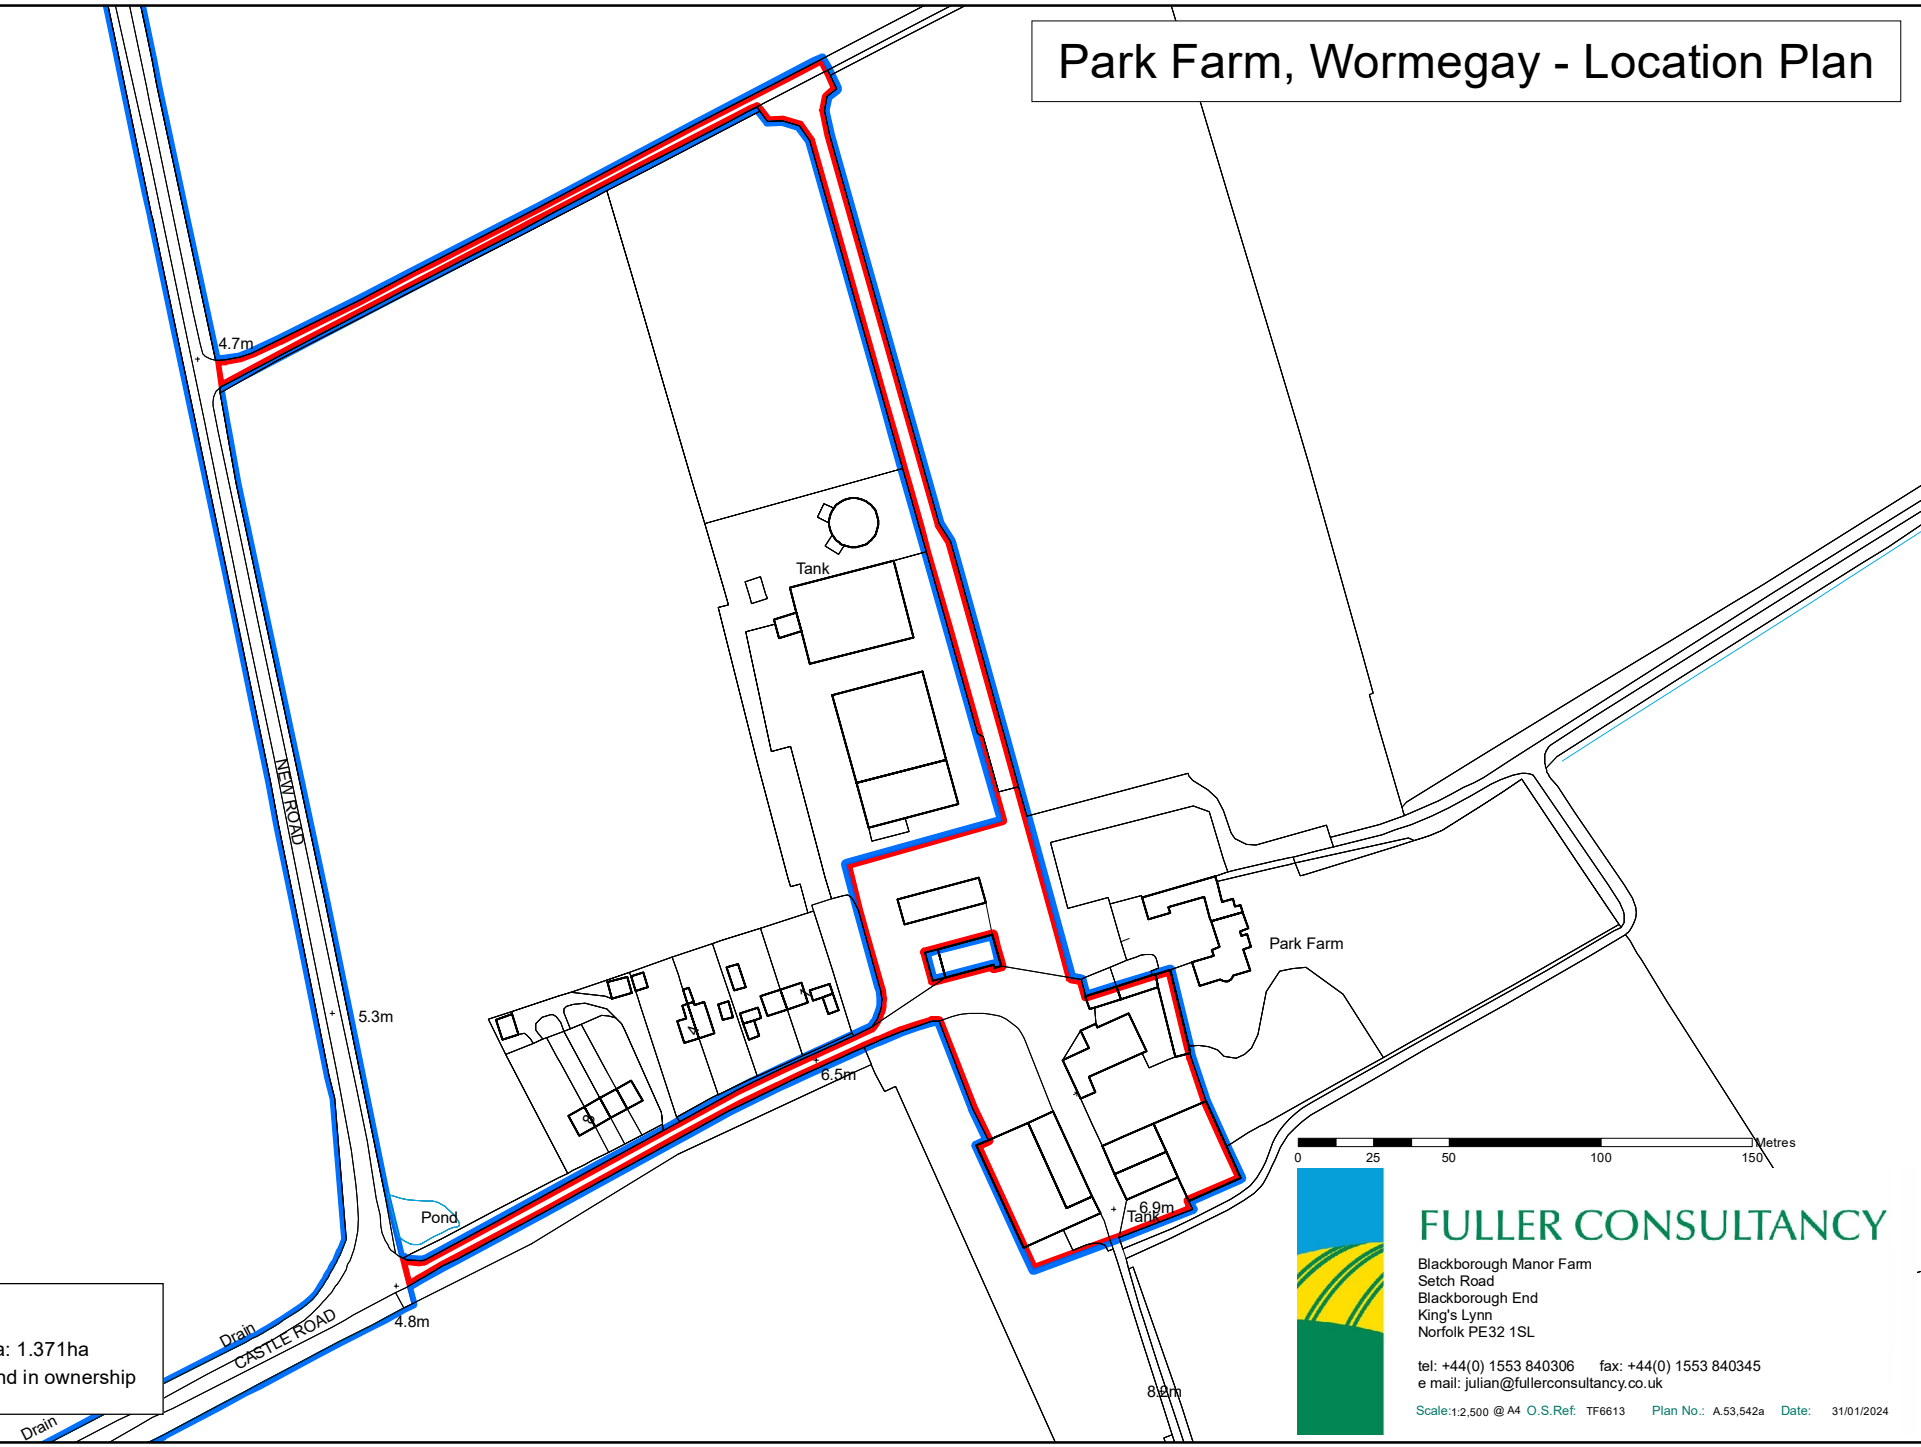 Park Farm, Wormegay - Location Plan
4.7m
Tank
NEW ROAD
Park Farm
5.3m
4
6.5m
8
Pond
6.9m
Tank
4.8m
Drain
CASTLE ROAD
Drain
1.371ha
in ownership
8.2m
Metres
0 25 50 100 150
FULLER CONSULTANCY
Blackborough Manor Farm
Setch Road
Blackborough End
King's Lynn
Norfolk PE32 1SL
tel: +44(0) 1553 840306 fax: +44(0) 1553 840345
e mail: julian@fullerconsultancy.co.uk
Scale:1:2,500 @ A4 O.S.Ref: TF6613 Plan No.: A.53,542a Date: 31/01/2024